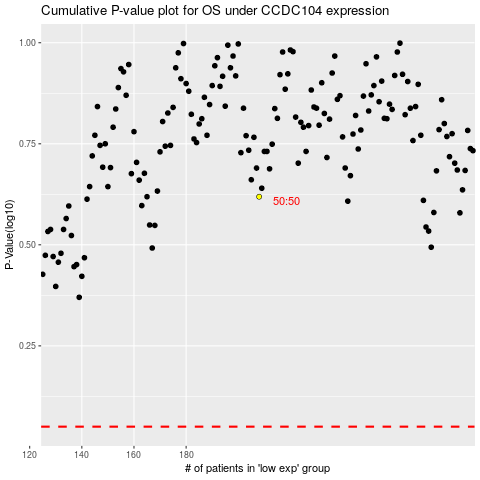 Cumulative P-value plot for OS under CCDC104 expression
P-Value(log10)
1.00
0.75
0.50
0.25
50:50
120 140 160 180
# of patients in 'low exp' group